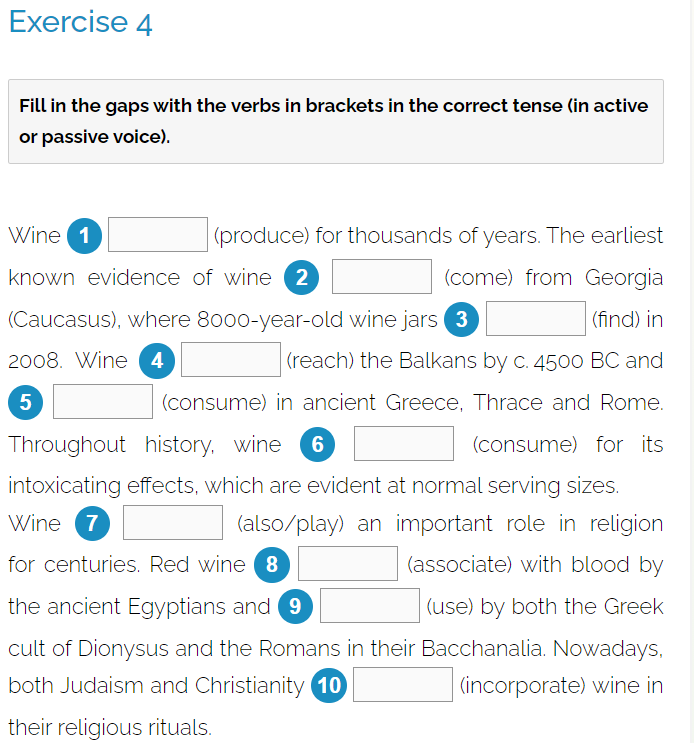 Exercise 4
Fill in the gaps with the verbs in brackets in the correct tense (in active
or passive voice).
Wine 1 (produce) for thousands of years. The earliest
known evidence of wine 2 (come) from Georgia
(Caucasus), where 8000-year-old wine jars 3 (find) in
2008. Wine 4 (reach) the Balkans by c. 4500 BC and
5 (consume) in ancient Greece, Thrace and Rome.
Throughout history, wine 6 (consume) for its
intoxicating effects, which are evident at normal serving sizes.
Wine 7 (also/play) an important role in religion
for centuries. Red wine 8 (associate) with blood by
the ancient Egyptians and 9 (use) by both the Greek
cult of Dionysus and the Romans in their Bacchanalia. Nowadays,
both Judaism and Christianity 10 (incorporate) wine in
their religious rituals.